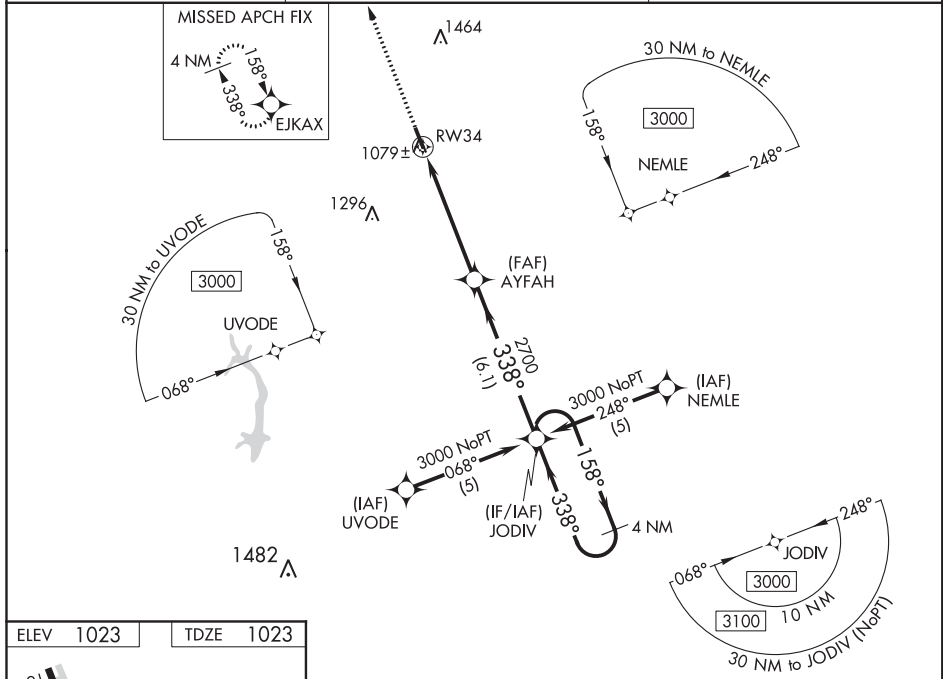 MISSED APCH FIX
4 NM
158°
338°
EJKAX
1464
RW34
1079±
1296
30 NM to NEMLE
3000
158°
NEMLE
248°
30 NM to UVODE
3000
158°
UVODE
068°
(FAF)
AYFAH
2700
338°
(6.1)
3000 NoPT
248°
(5)
(IAF)
NEMLE
3000 NoPT
068°
(5)
(IAF)
UVODE
(IF/IAF)
JODIV
158°
338°
4 NM
1482
248°
JODIV
068°
3000
10 NM
3100
30 NM to JODIV (NoPT)
ELEV 1023
TDZE 1023